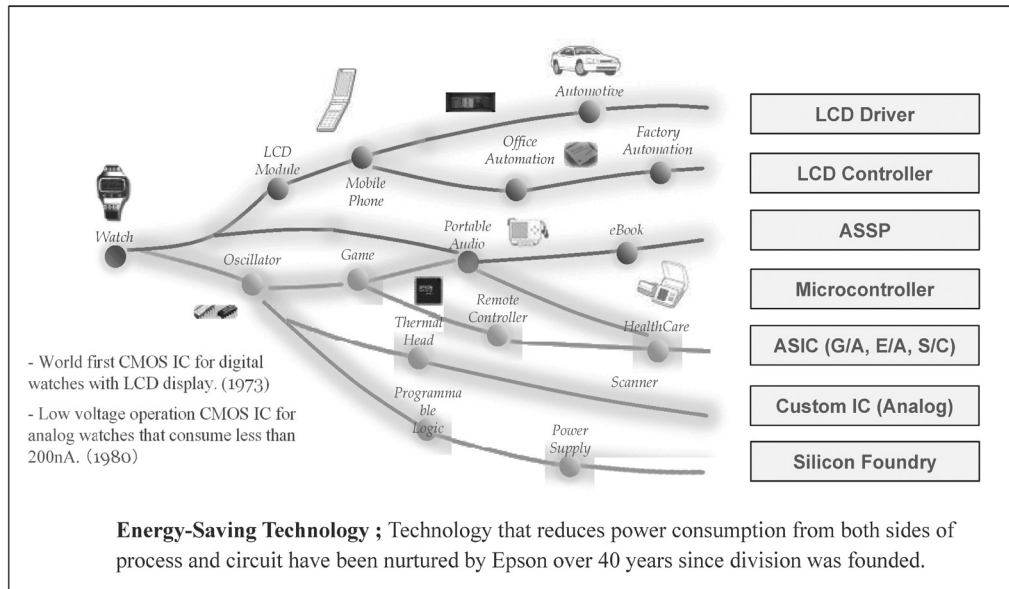 Automotive
LCD Driver
LCD
Module
Office
Automation
Factory
Automation
LCD Controller
Mobile
Phone
Watch
Portable
Audio
eBook
ASSP
Oscillator
Game
Microcontroller
Remote
Controller
Thermal
Head
HealthCare
ASIC (G/A, E/A, S/C)
- World first CMOS IC for digital
watches with LCD display. (1973)
- Low voltage operation CMOS IC for
analog watches that consume less than
200nA. (1980)
Programma
ble
Logic
Scanner
Custom IC (Analog)
Power
Supply
Silicon Foundry
Energy-Saving Technology ; Technology that reduces power consumption from both sides of
process and circuit have been nurtured by Epson over 40 years since division was founded.